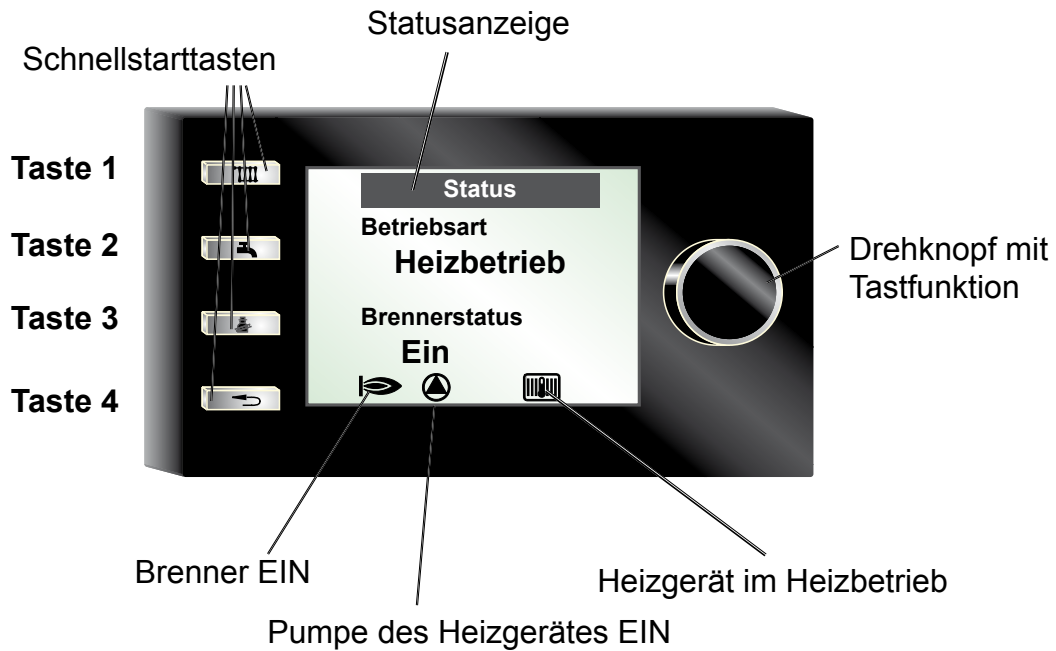 Statusanzeige
Schnellstarttasten
Taste 1
Status
Betriebsart
Taste 2
Heizbetrieb
Drehknopf mit
Tastfunktion
Taste 3
Brennerstatus
Ein
Taste 4
Brenner EIN
Heizgerät im Heizbetrieb
Pumpe des Heizgerätes EIN